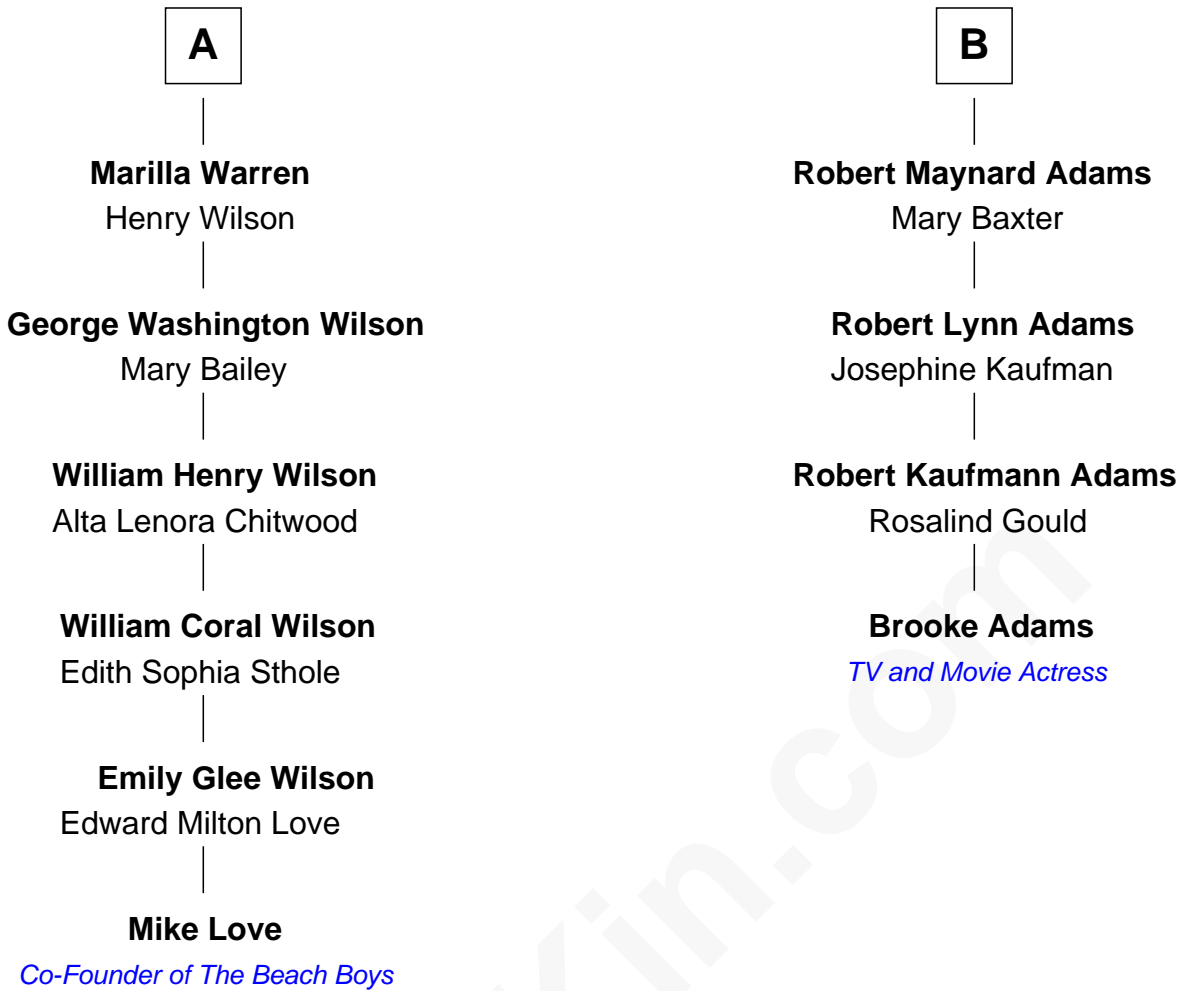 A
Marilla Warren
Henry Wilson
George Washington Wilson
Mary Bailey
William Henry Wilson
Alta Lenora Chitwood
William Coral Wilson
Edith Sophia Sthole
Emily Glee Wilson
Edward Milton Love
Mike Love
Co-Founder of The Beach Boys
B
Robert Maynard Adams
Mary Baxter
Robert Lynn Adams
Josephine Kaufman
Robert Kaufmann Adams
Rosalind Gould
Brooke Adams
TV and Movie Actress
in.com